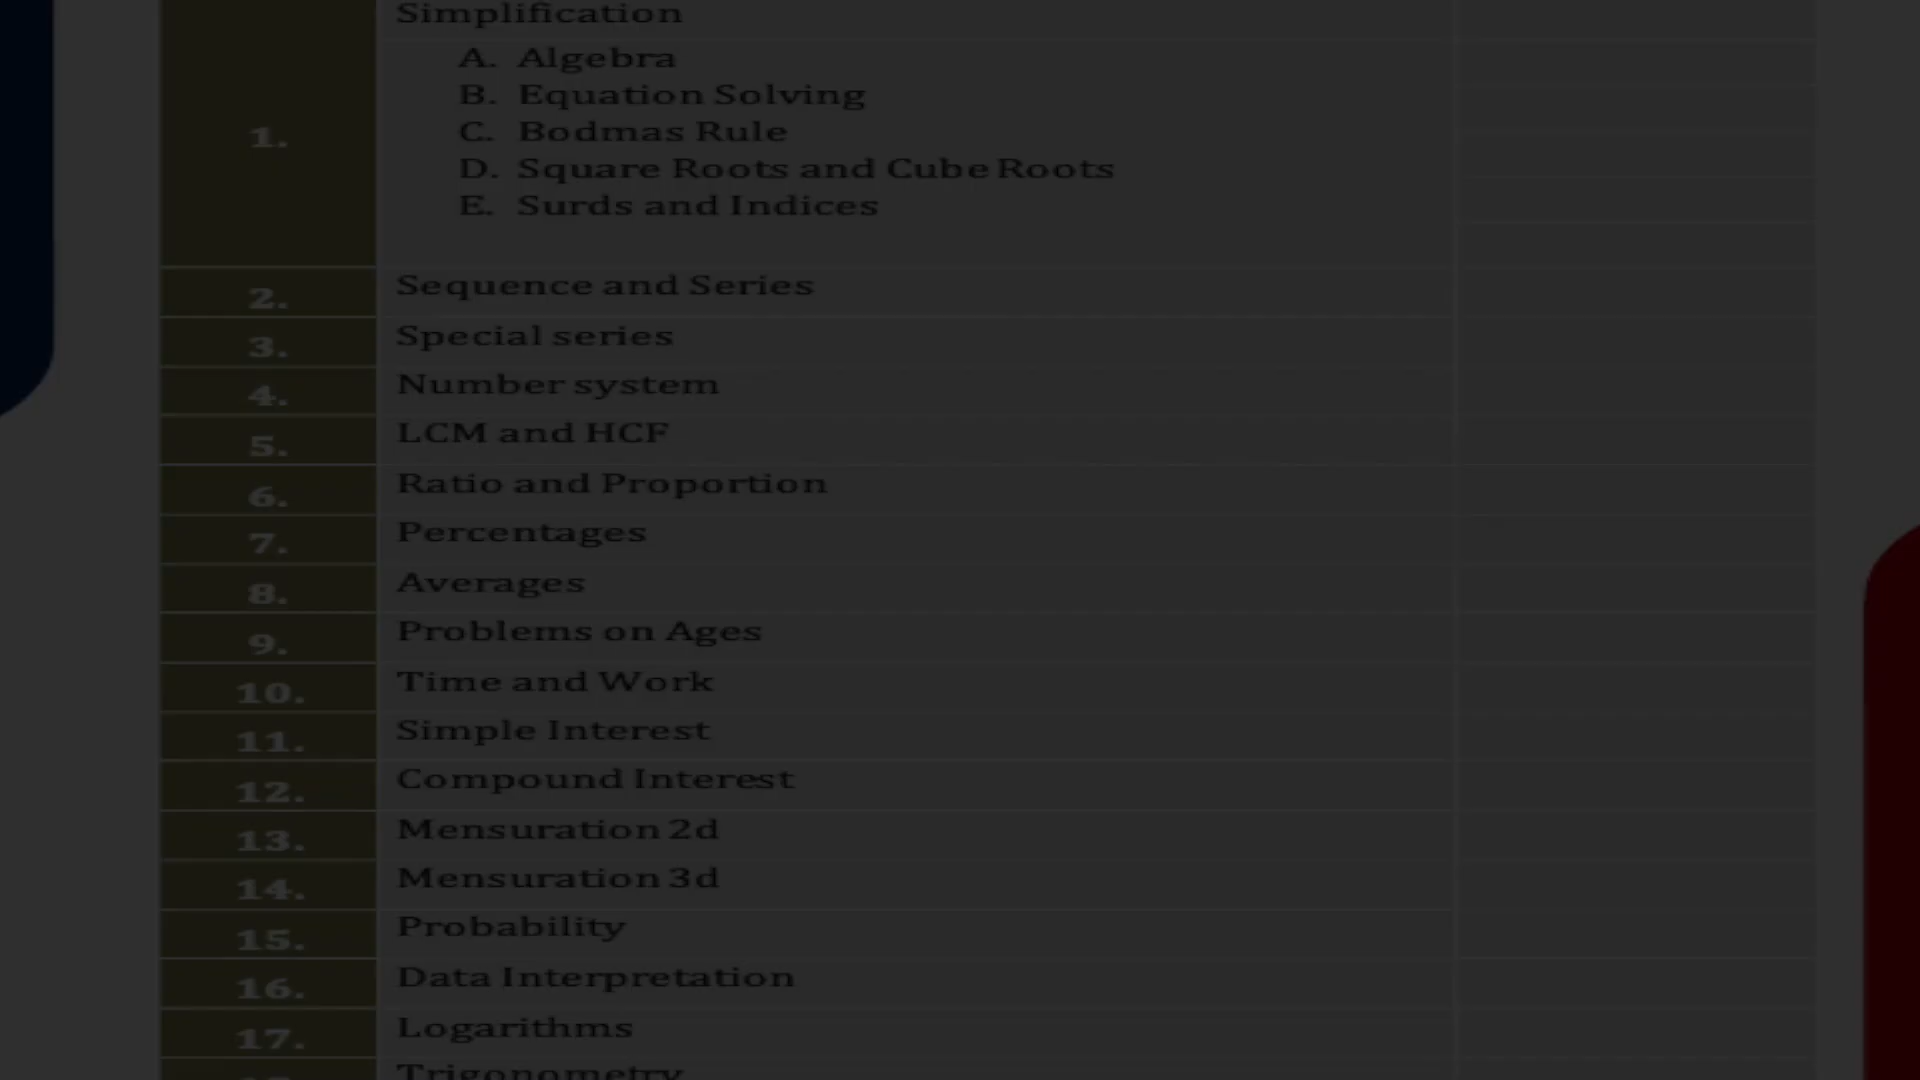 Simplification
A. Algebra
B. Equation Solving
1.
C. Bodmas Rule
D. Square Roots and Cube Roots
E. Surds and Indices
2. Sequence and Series
3. Special series
4. Number system
5. LCM and HCF
6. Ratio and Proportion
7. Percentages
8. Averages
9. Problems on Ages
10. Time and Work
11. Simple Interest
12. Compound Interest
13. Mensuration 2d
14. Mensuration 3d
15. Probability
16. Data Interpretation
17. Logarithms
Trigonometry